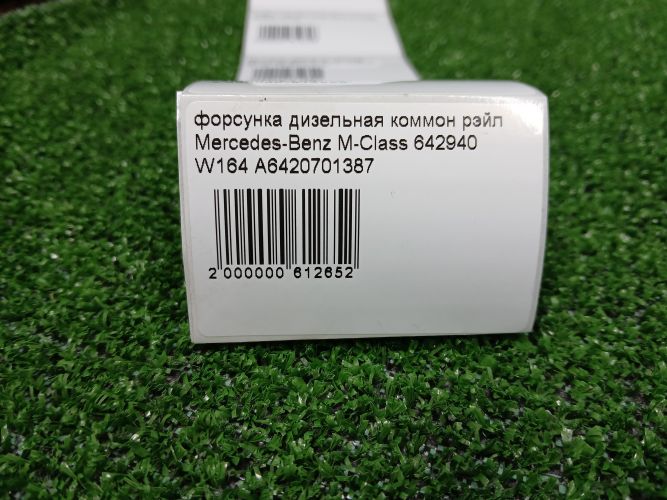 форсунка дизельная коммон рэйл
Mercedes-Benz M-Class 642940
W164 A6420701387
2 000000 612652